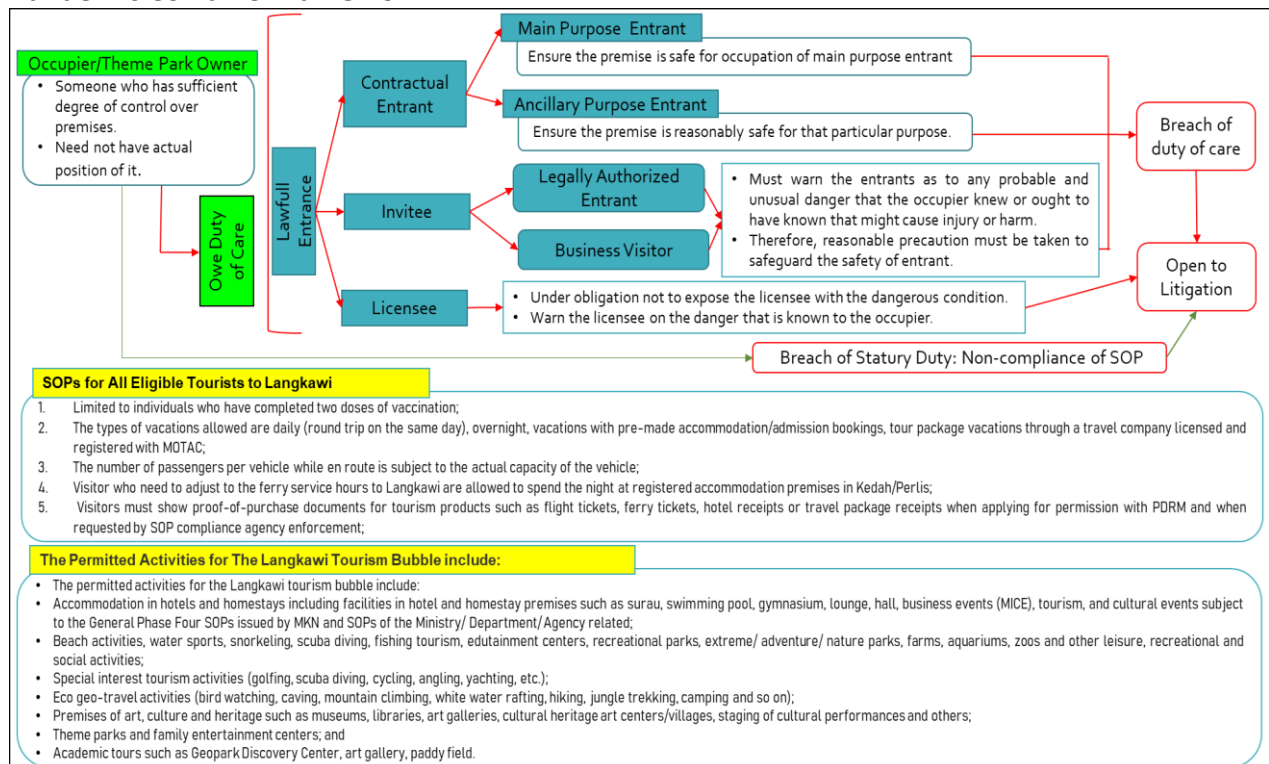 Occupier/Theme Park Owner
• Someone who has sufficient
degree of control over
premises.
• Need not have actual
position of it.
Owe Duty
of Care
Lawfull
Entrance
Contractual
Entrant
Main Purpose Entrant
Ensure the premise is safe for occupation of main purpose entrant
Ancillary Purpose Entrant
Ensure the premise is reasonably safe for that particular purpose.
Invitee
Legally Authorized
Entrant
Business Visitor
• Must warn the entrants as to any probable and
unusual danger that the occupier knew or ought to
have known that might cause injury or harm.
• Therefore, reasonable precaution must be taken to
safeguard the safety of entrant.
Licensee
• Under obligation not to expose the licensee with the dangerous condition.
• Warn the licensee on the danger that is known to the occupier.
Breach of
duty of care
Open to
Litigation
Breach of Statury Duty: Non-compliance of SOP
SOPs for All Eligible Tourists to Langkawi
1. Limited to individuals who have completed two doses of vaccination;
2. The types of vacations allowed are daily (round trip on the same day), overnight, vacations with pre-made accommodation/admission bookings, tour package vacations through a travel company licensed and
registered with MOTAC;
3. The number of passengers per vehicle while en route is subject to the actual capacity of the vehicle;
4. Visitor who need to adjust to the ferry service hours to Langkawi are allowed to spend the night at registered accommodation premises in Kedah/Perlis;
5. Visitors must show proof-of-purchase documents for tourism products such as flight tickets, ferry tickets, hotel receipts or travel package receipts when applying for permission with PDRM and when
requested by SOP compliance agency enforcement;
The Permitted Activities for The Langkawi Tourism Bubble include:
• The permitted activities for the Langkawi tourism bubble include:
• Accommodation in hotels and homestays including facilities in hotel and homestay premises such as surau, swimming pool, gymnasium, lounge, hall, business events (MICE), tourism, and cultural events subject
to the General Phase Four SOPs issued by MKN and SOPs of the Ministry/ Department/Agency related;
• Beach activities, water sports, snorkeling, scuba diving, fishing tourism, edutainment centers, recreational parks, extreme/ adventure/ nature parks, farms, aquariums, zoos and other leisure, recreational and
social activities;
• Special interest tourism activities (golfing, scuba diving, cycling, angling, yachting, etc.);
• Eco geo-travel activities (bird watching, caving, mountain climbing, white water rafting, hiking, jungle trekking, camping and so on);
• Premises of art, culture and heritage such as museums, libraries, art galleries, cultural heritage art centers/villages, staging of cultural performances and others;
• Theme parks and family entertainment centers; and
• Academic tours such as Geopark Discovery Center, art gallery, paddy field.